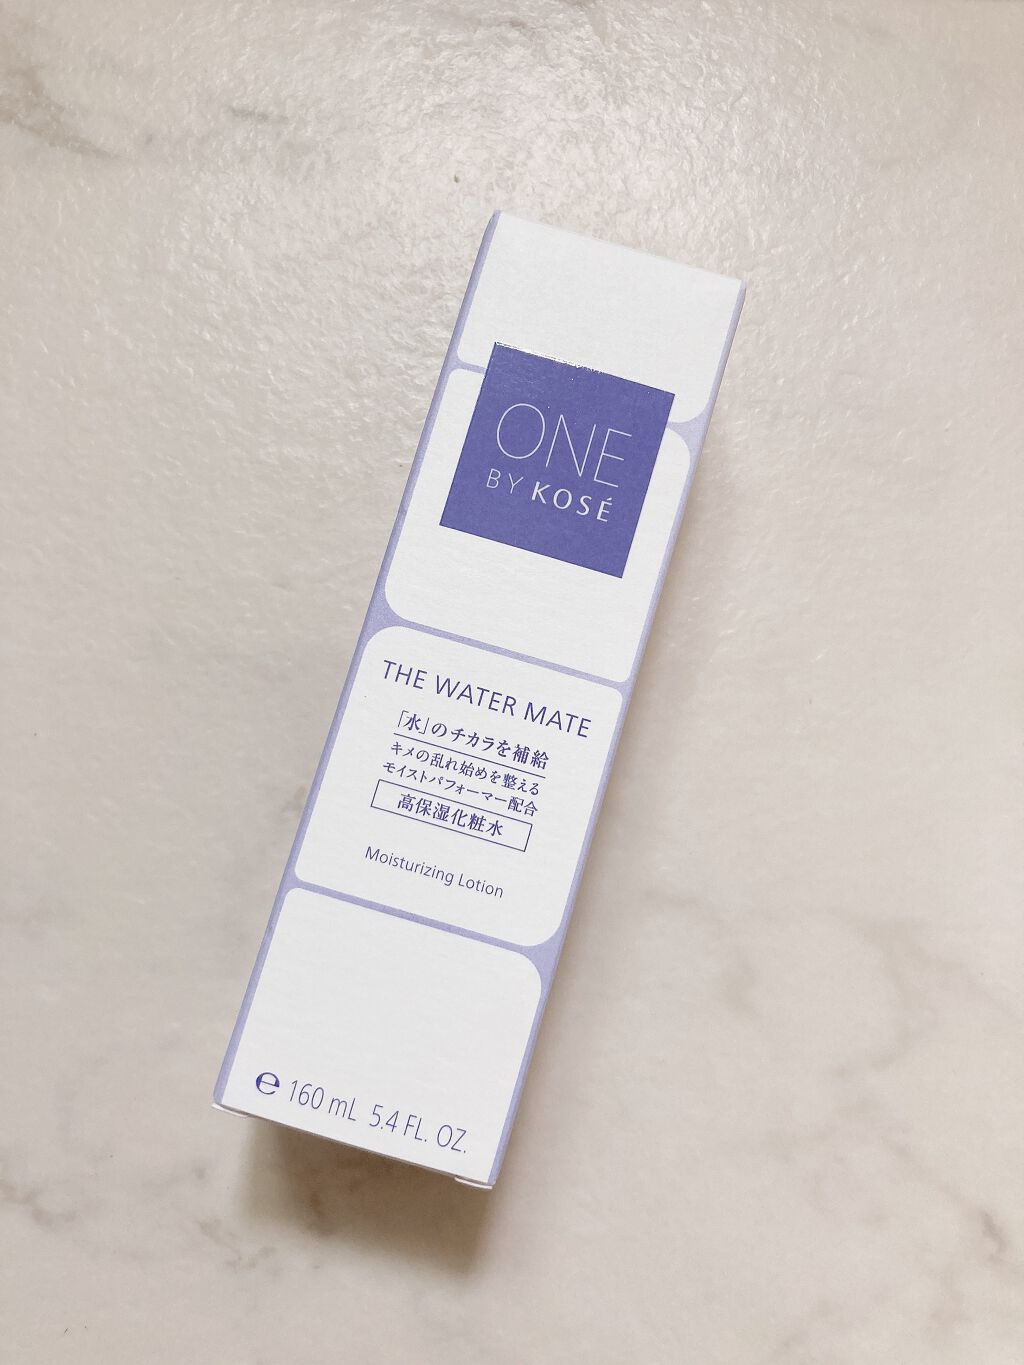 ONE
BY KOSÉ
THE WATER MATE
「水」のチカラを補給
キメの乱れ始めを整える
モイストパフォーマー配合
高保湿化粧水
Moisturizing Lotion
℮ 160 mL 5.4 FL. OZ.